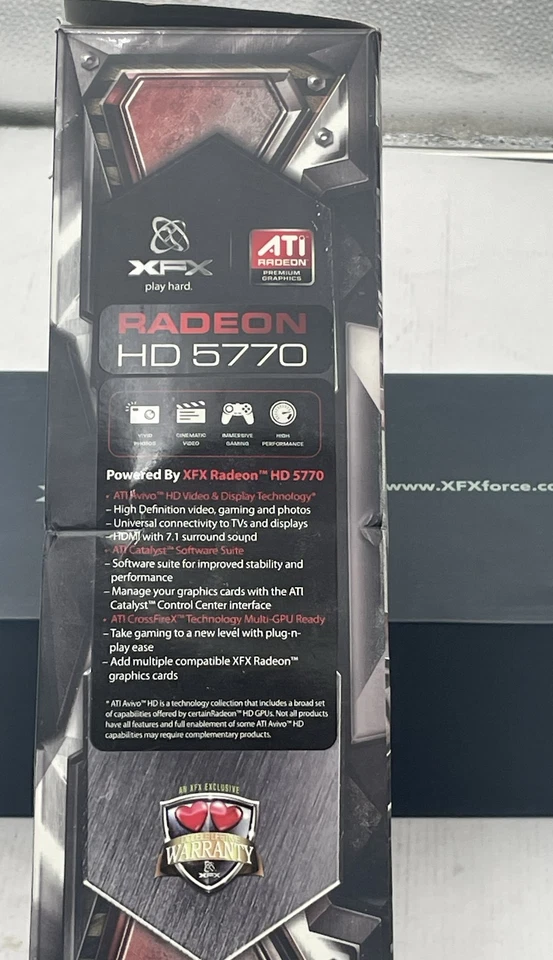 XFX
play hard.
ATI
RADEON
PREMIUM
GRAPHICS
RADEON
HD 5770
VIVID
PHOTOS
CINEMATIC
VIDEO
IMMERSIVE
GAMING
HIGH
PERFORMANCE
Powered By XFX Radeon™ HD 5770
• ATI Avivo™ HD Video & Display Technology*
– High Definition video, gaming and photos
– Universal connectivity to TVs and displays
– HDMI with 7.1 surround sound
• ATI Catalyst™ Software Suite
– Software suite for improved stability and
performance
– Manage your graphics cards with the ATI
Catalyst™ Control Center interface
• ATI CrossFireX™ Technology Multi-GPU Ready
– Take gaming to a new level with plug-n-
play ease
– Add multiple compatible XFX Radeon™
graphics cards
* ATI Avivo™ HD is a technology collection that includes a broad set
of capabilities offered by certainRadeon™ HD GPUs. Not all products
have all features and full enablement of some ATI Avivo™ HD
capabilities may require complementary products.
AN XFX EXCLUSIVE
WARRANTY
XFX
www.XFXforce.co